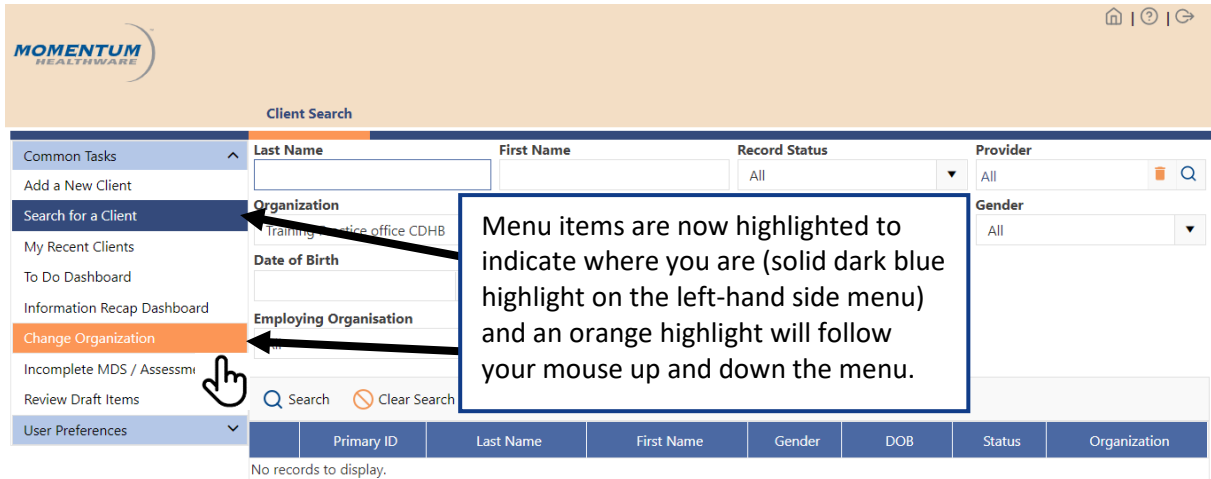 MOMENTUM
HEALTHWARE
Client Search
Common Tasks
Add a New Client
Search for a Client
My Recent Clients
To Do Dashboard
Information Recap Dashboard
Change Organization
Incomplete MDS /
Review Draft Items
User Preferences
Last Name First Name Record Status Provider
All All
Organization Gender
office CDHB All
Date of Birth
Employing Organisation
Menu items are now highlighted to
indicate where you are (solid dark blue
highlight on the left-hand side menu)
and an orange highlight will follow
your mouse up and down the menu.
Search Clear Search
Primary ID Last Name First Name Gender DOB Status Organization
No records to display.